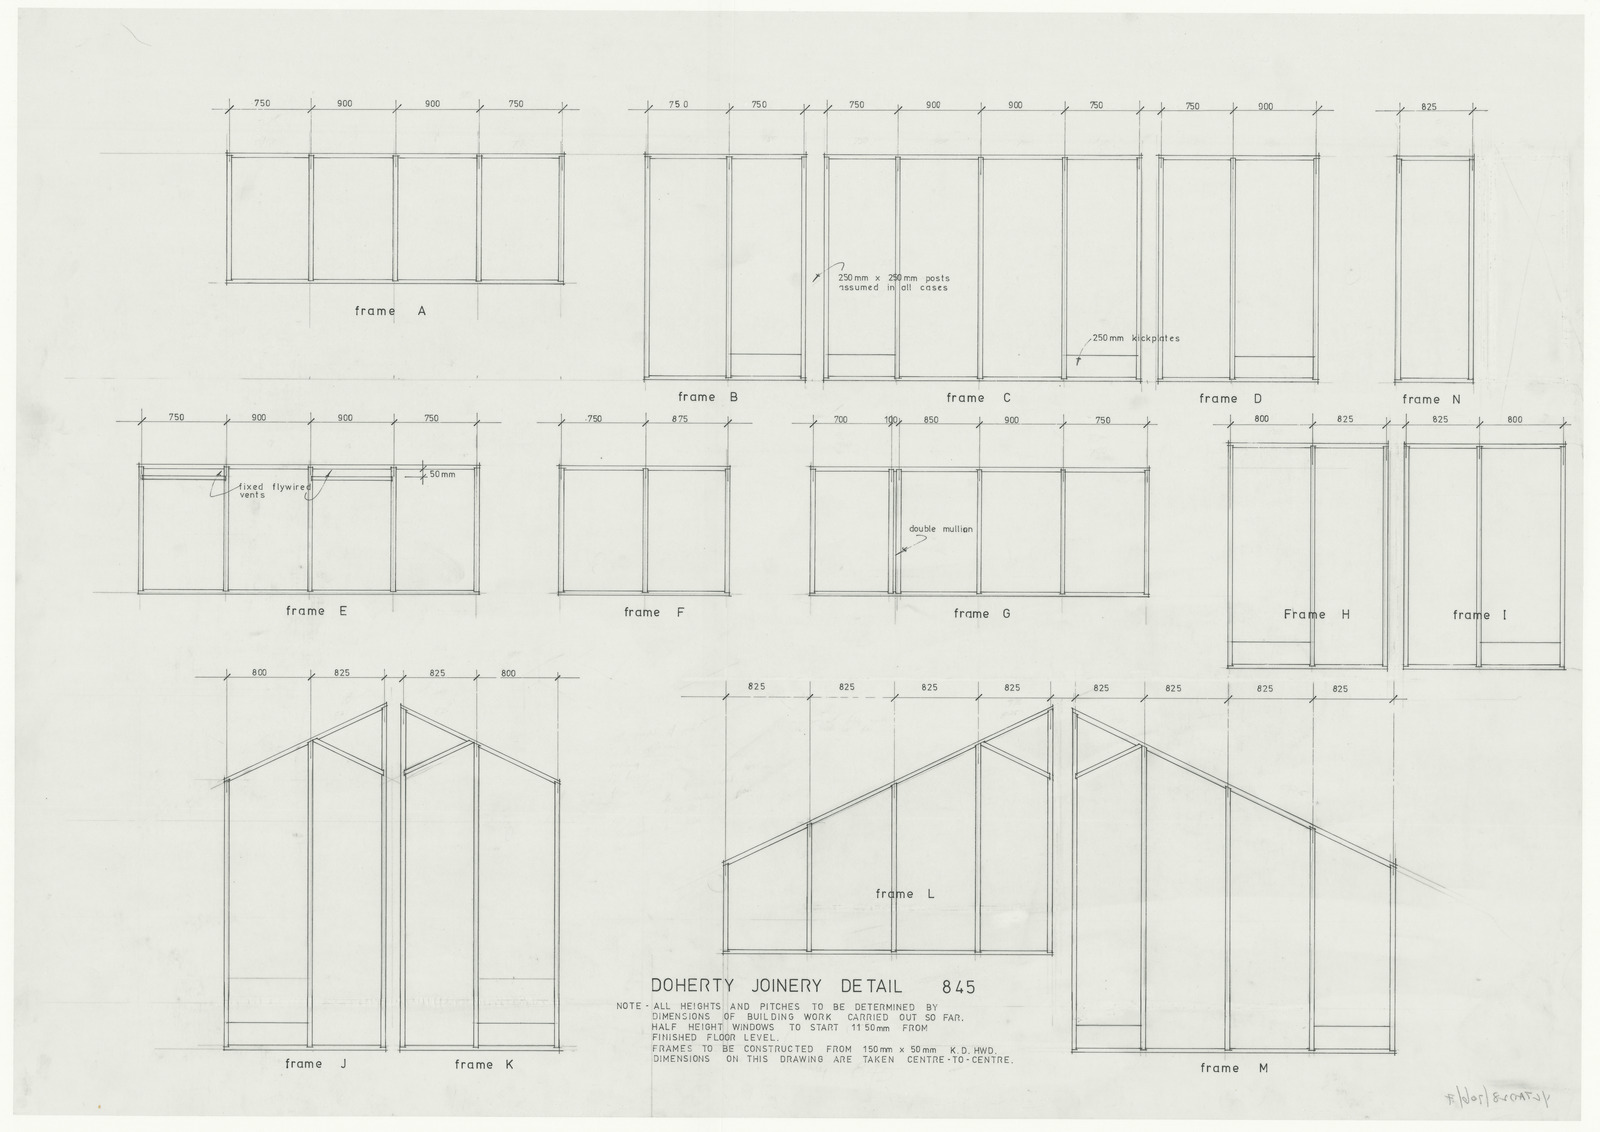 750 900 900 750
750 750
750 900 900 750
750 900
825
frame A
250mm x 250mm posts
assumed in all cases
250mm kickplates
frame B
frame C
frame D
frame N
750 900 900 750
750 875
700 100 850 900 750
800 825
825 800
50mm
fixed flywired
vents
double mullion
frame E
frame F
frame G
Frame H
frame I
800 825
825 800
825 825 825 825
825 825 825 825
frame L
DOHERTY JOINERY DETAIL 845
NOTE - ALL HEIGHTS AND PITCHES TO BE DETERMINED BY
DIMENSIONS OF BUILDING WORK CARRIED OUT SO FAR.
HALF HEIGHT WINDOWS TO START 1150mm FROM
FINISHED FLOOR LEVEL.
FRAMES TO BE CONSTRUCTED FROM 150mm x 50mm K.D. HWD.
DIMENSIONS ON THIS DRAWING ARE TAKEN CENTRE-TO-CENTRE.
frame J
frame K
frame M